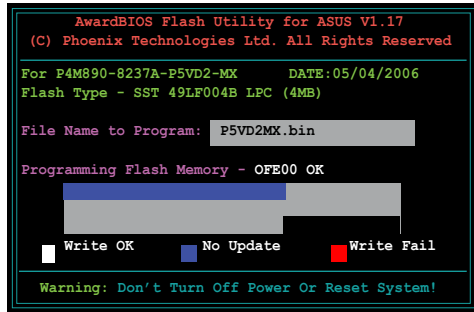 AwardBIOS Flash Utility for ASUS V1.17
(C) Phoenix Technologies Ltd. All Rights Reserved
For P4M890-8237A-P5VD2-MX DATE:05/04/2006
Flash Type - SST 49LF004B LPC (4MB)
File Name to Program: P5VD2MX.bin
Programming Flash Memory - OFE00 OK
Write OK No Update Write Fail
Warning: Don't Turn Off Power Or Reset System!